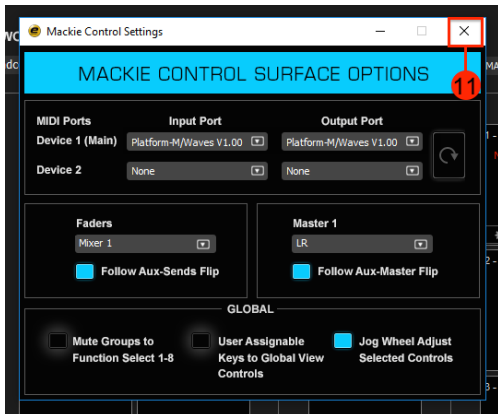 Mackie Control Settings
11
MACKIE CONTROL SURFACE OPTIONS
MIDI Ports Input Port Output Port
Device 1 (Main) Platform-M/Waves V1.00 Platform-M/Waves V1.00
Device 2 None None
Faders
Mixer 1
Follow Aux-Sends Flip
Master 1
LR
Follow Aux-Master Flip
GLOBAL
Mute Groups to
Function Select 1-8
User Assignable
Keys to Global View
Controls
Jog Wheel Adjust
Selected Controls